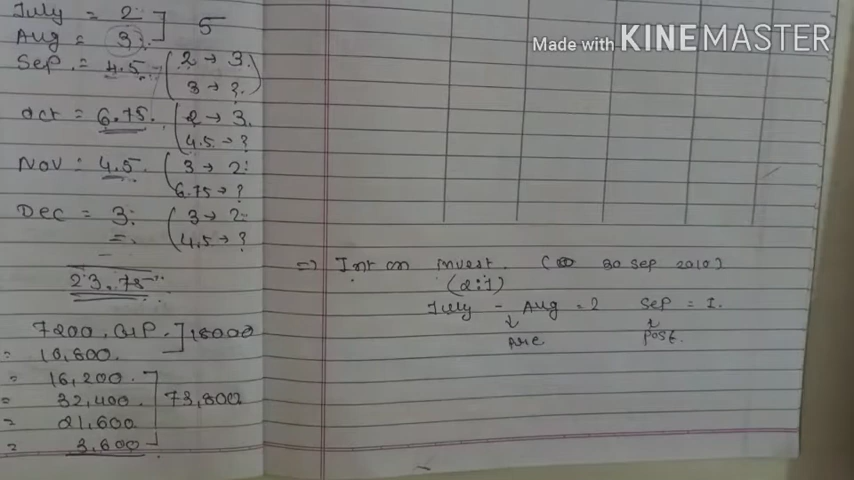 July = 2
Aug = 3. ] 5
Sep = 4.5 ( 2 → 3.
3 → ?
Oct = 6.75. ( 2 → 3.
4.5 → ?
Nov = 4.5. ( 3 → 2.
6.75 → ?
Dec = 3. ( 3 → 2
4.5 → ?
23.75
7200. GIP. ] 18000
= 10,800.
= 16,200.
= 32,400. 73,800
= 21,600
= 3,600
Made with KINEMASTER
⇒ Int on invest. ( 30 Sep 2010)
(2:1)
July - Aug = 2 Sep = 1.
↓ Pre ↓ Post.